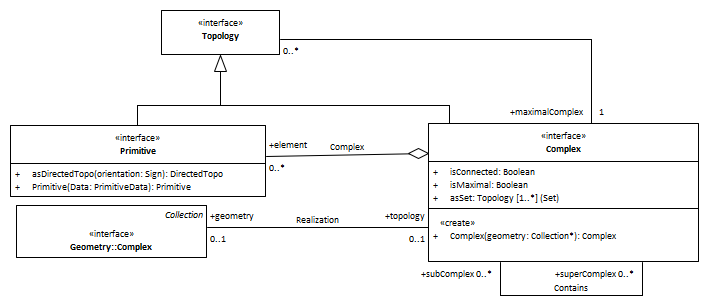 «interface»
Topology
0..*
+maximalComplex 1
«interface»
Primitive
+ asDirectedTopo(orientation: Sign): DirectedTopo
+ Primitive(Data: PrimitiveData): Primitive
+element
Complex
0..*
«interface»
Complex
+ isConnected: Boolean
+ isMaximal: Boolean
+ asSet: Topology [1..*] (Set)
«create»
+ Complex(geometry: Collection*): Complex
Collection
«interface»
Geometry::Complex
+geometry
Realization
+topology
0..1
0..1
+subComplex 0..*
+superComplex 0..*
Contains